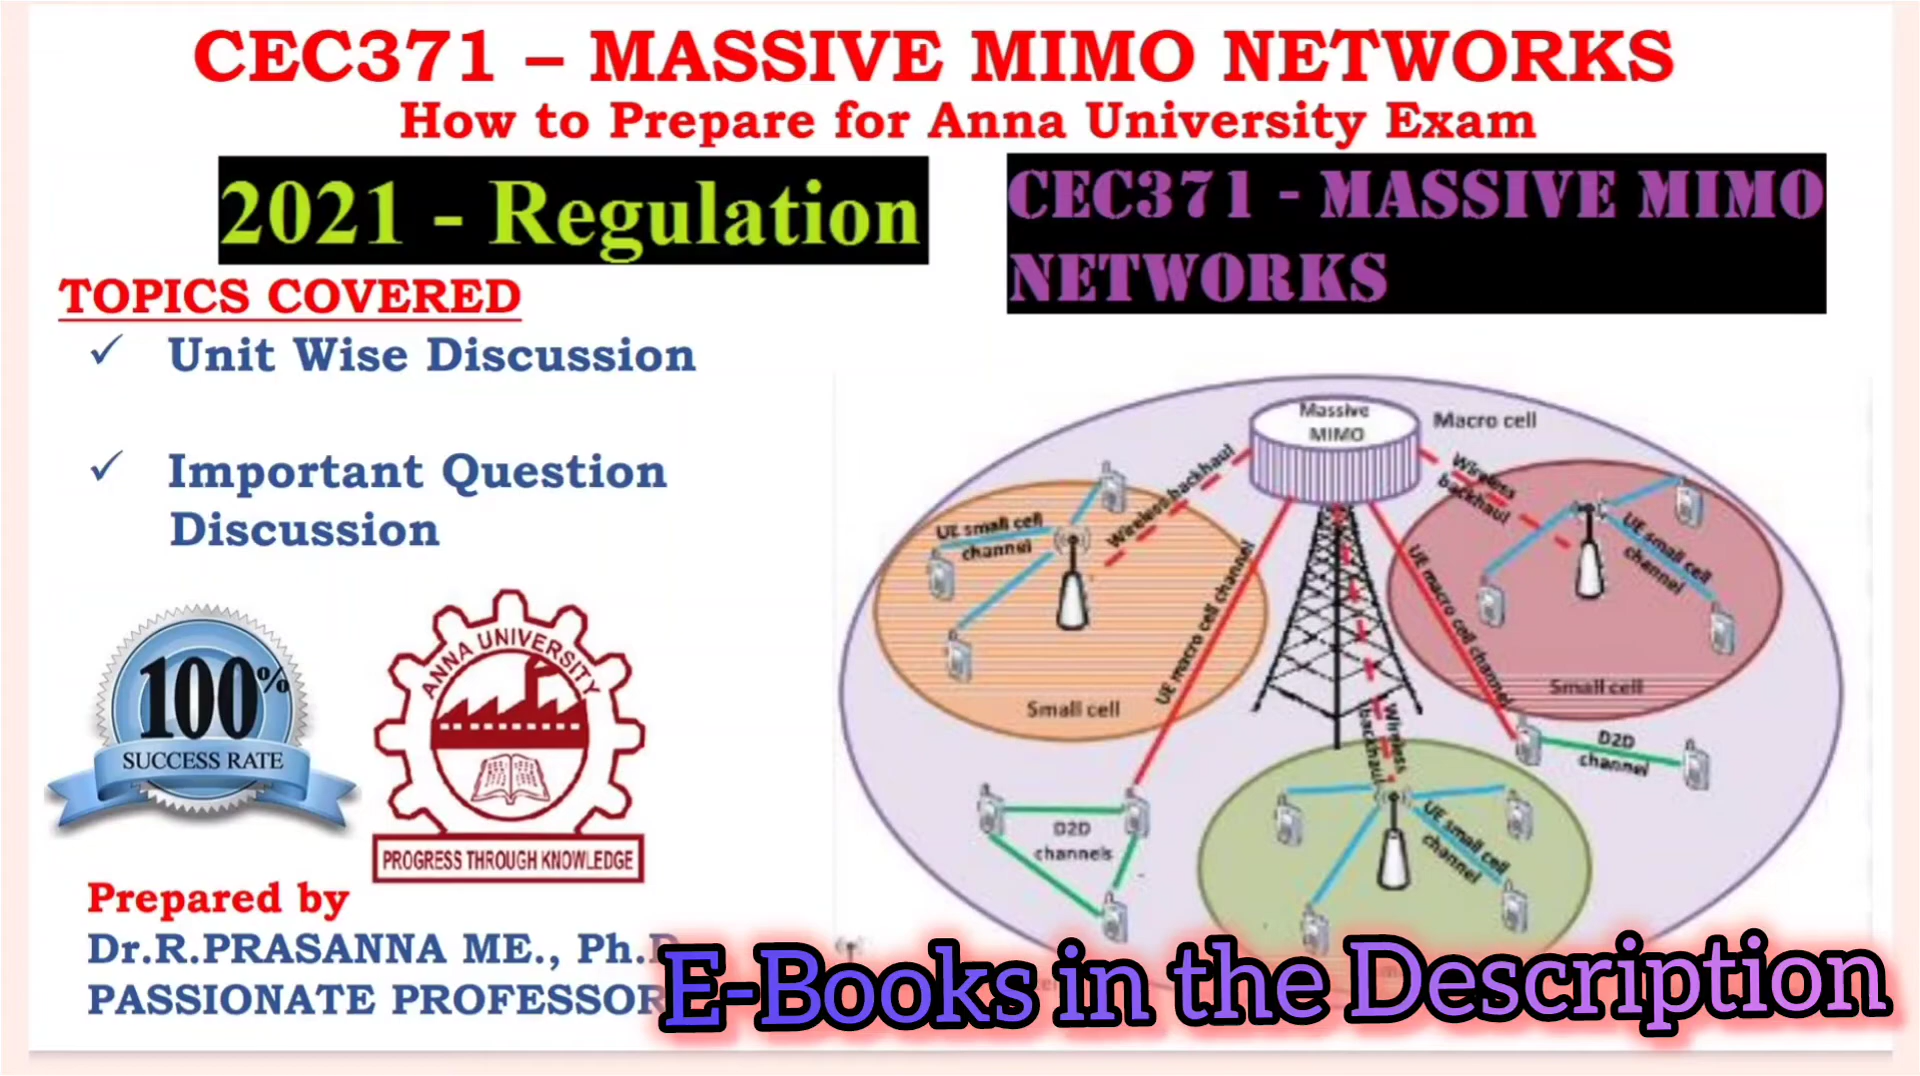 CEC371 – MASSIVE MIMO NETWORKS
How to Prepare for Anna University Exam
2021 - Regulation
CEC371 - MASSIVE MIMO
NETWORKS
TOPICS COVERED
✓ Unit Wise Discussion
✓ Important Question
Discussion
100%
SUCCESS RATE
ANNA UNIVERSITY
PROGRESS THROUGH KNOWLEDGE
Prepared by
Dr.R.PRASANNA ME., Ph.D
PASSIONATE PROFESSOR
Massive
MIMO
Macro cell
Wireless backhaul
Wireless
backhaul
UE small cell
channel
UE small cell
channel
UE macro cell channel
UE macro cell channel
Small cell
Small cell
Wireless
backhaul
D2D
channel
D2D
channels
UE small cell
channel
E-Books in the Description